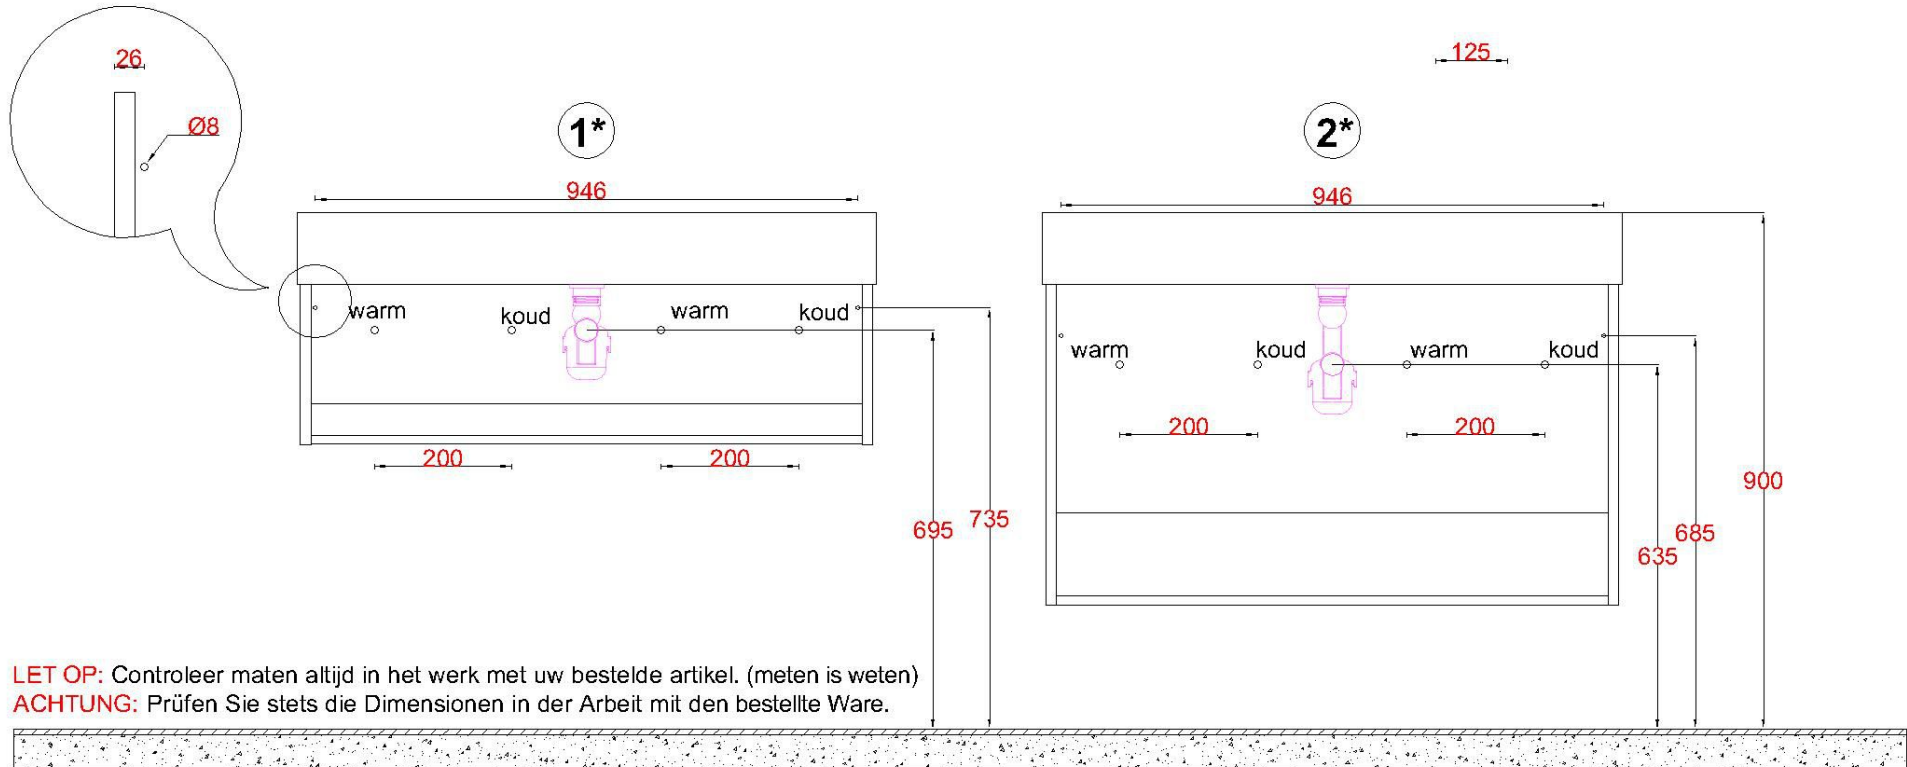 26
125
Ø8
1*
2*
946
946
warm
koud
warm
koud
warm
koud
warm
koud
200
200
200
200
900
695
735
685
635
LET OP: Controleer maten altijd in het werk met uw bestelde artikel. (meten is weten)
ACHTUNG: Prüfen Sie stets die Dimensionen in der Arbeit mit den bestellte Ware.